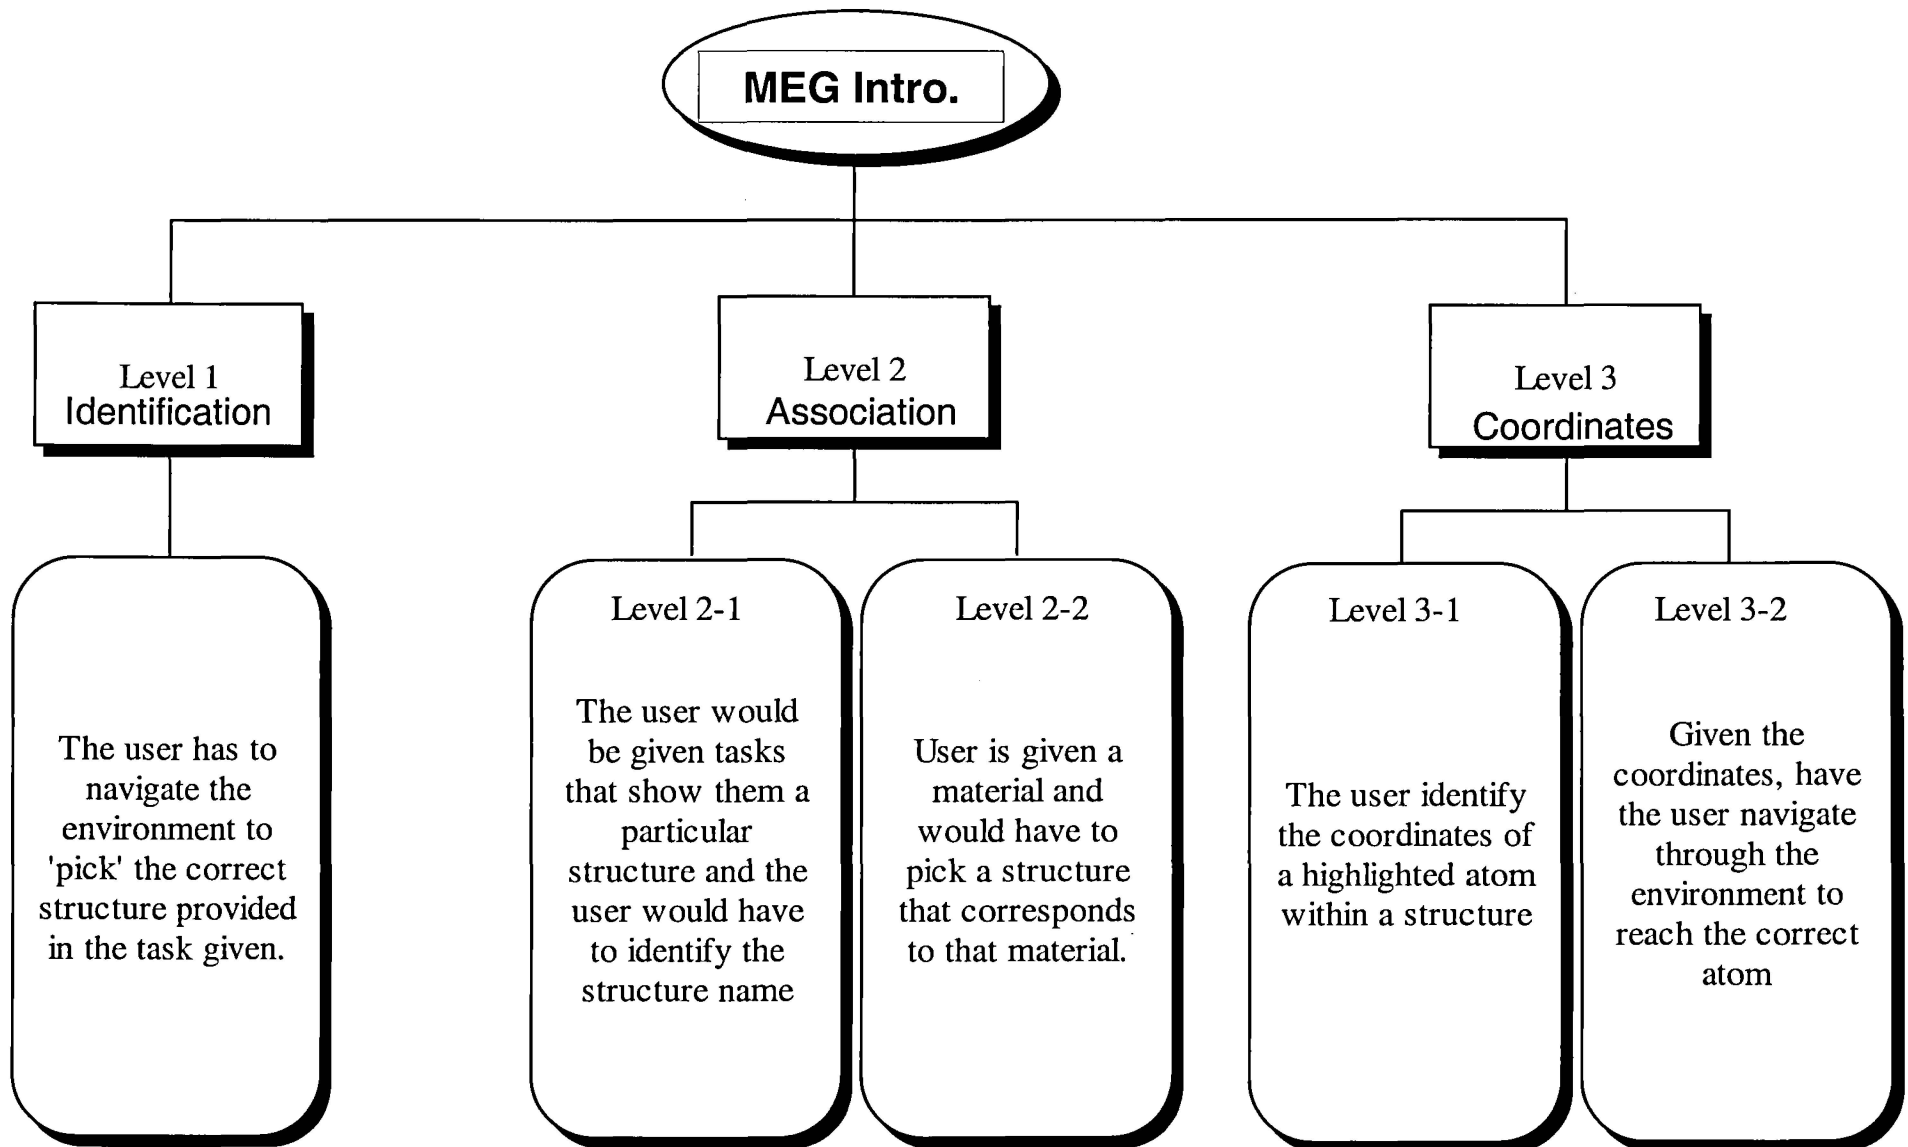 MEG Intro.
Level 1
Identification
Level 2
Association
Level 3
Coordinates
The user has to
navigate the
environment to
'pick' the correct
structure provided
in the task given.
Level 2-1
The user would
be given tasks
that show them a
particular
structure and the
user would have
to identify the
structure name
Level 2-2
User is given a
material and
would have to
pick a structure
that corresponds
to that material.
Level 3-1
The user identify
the coordinates of
a highlighted atom
within a structure
Level 3-2
Given the
coordinates, have
the user navigate
through the
environment to
reach the correct
atom